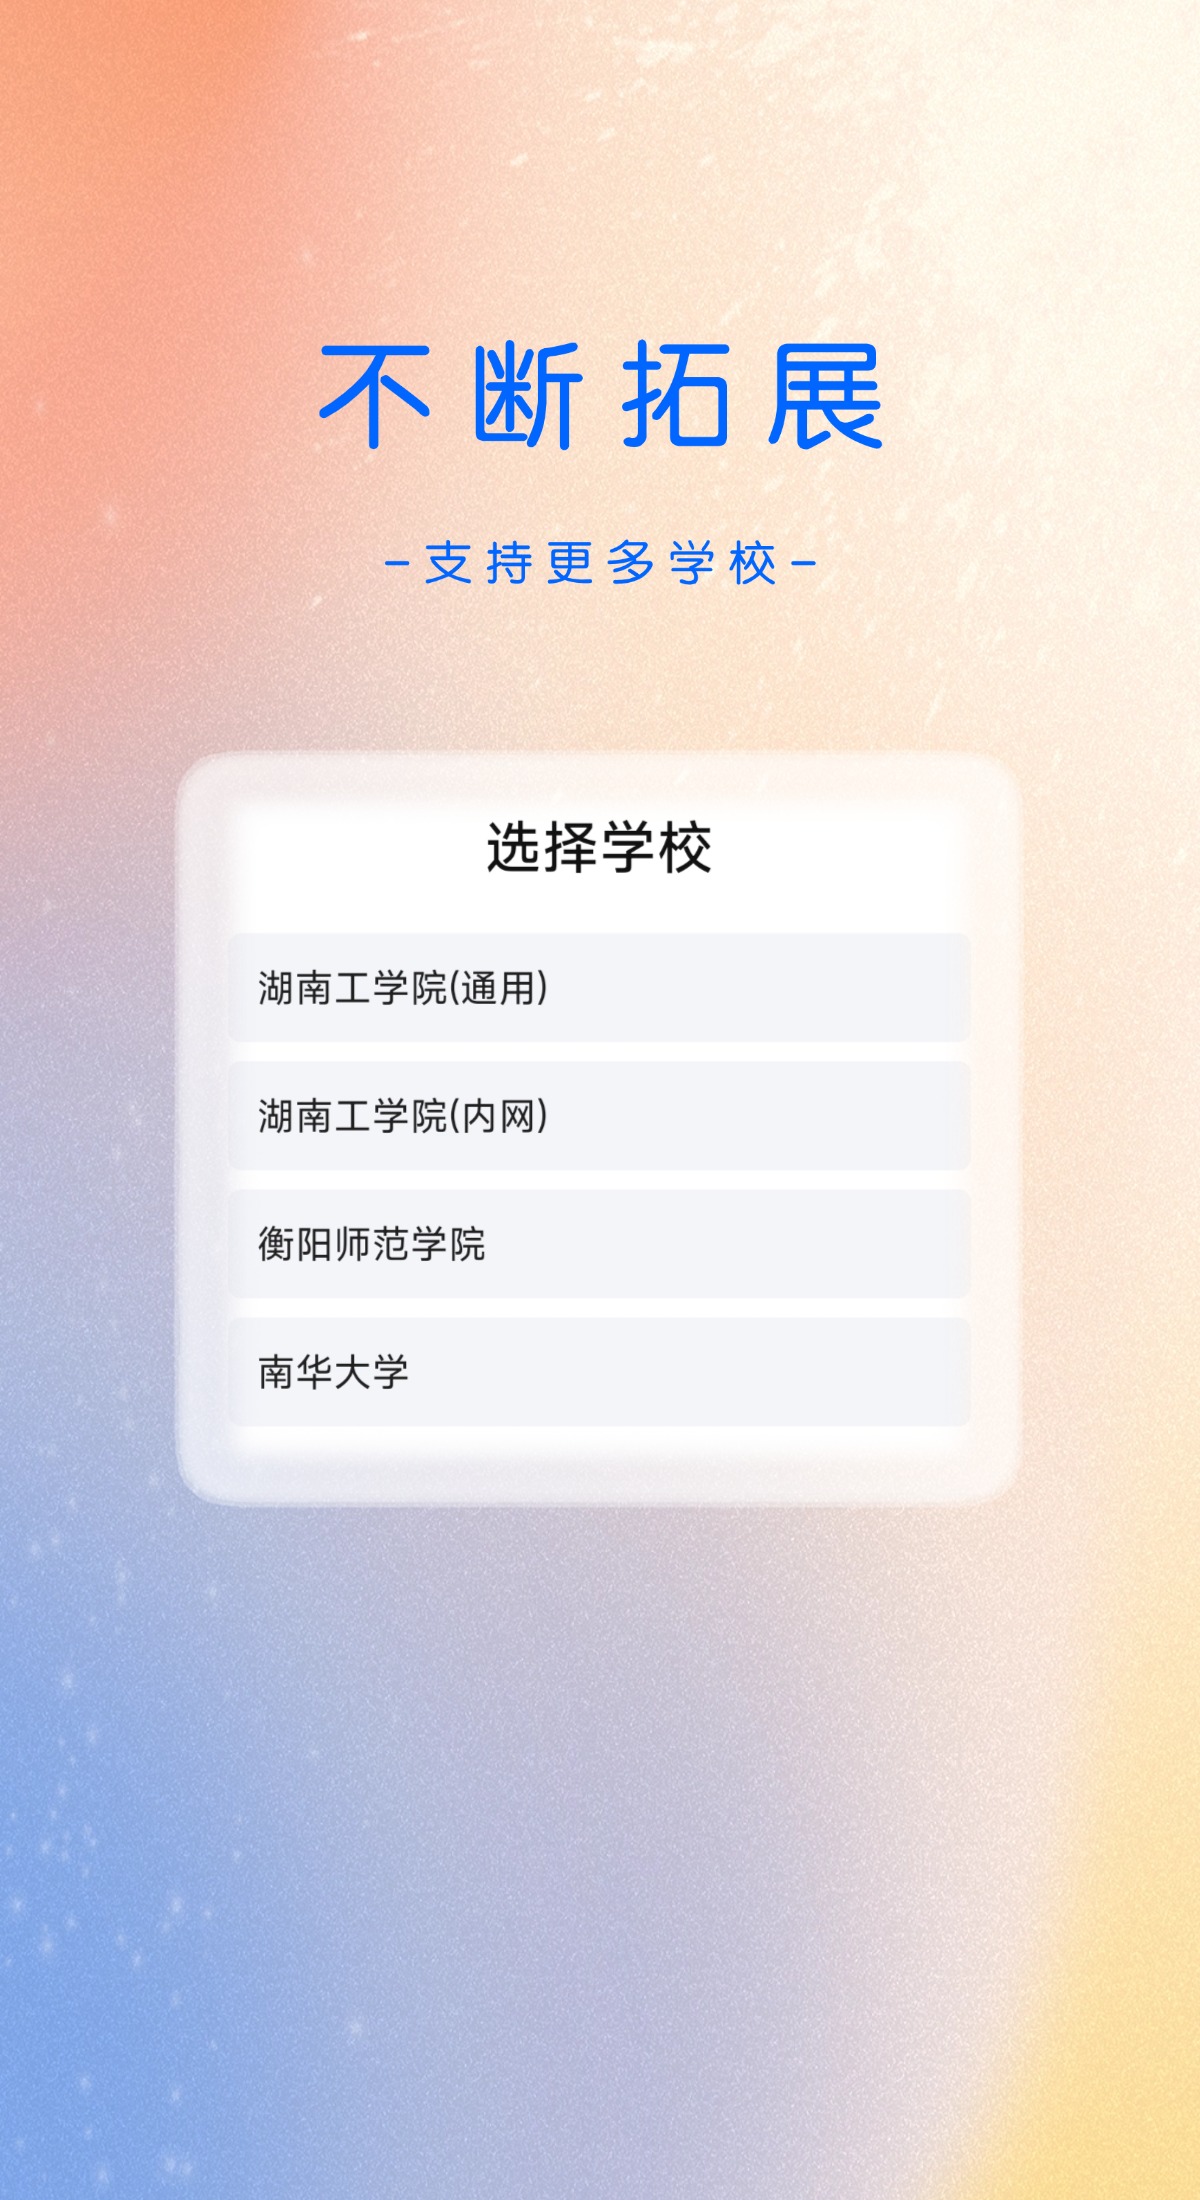 不断拓展
-支持更多学校-
选择学校
湖南工学院(通用)
湖南工学院(内网)
衡阳师范学院
南华大学